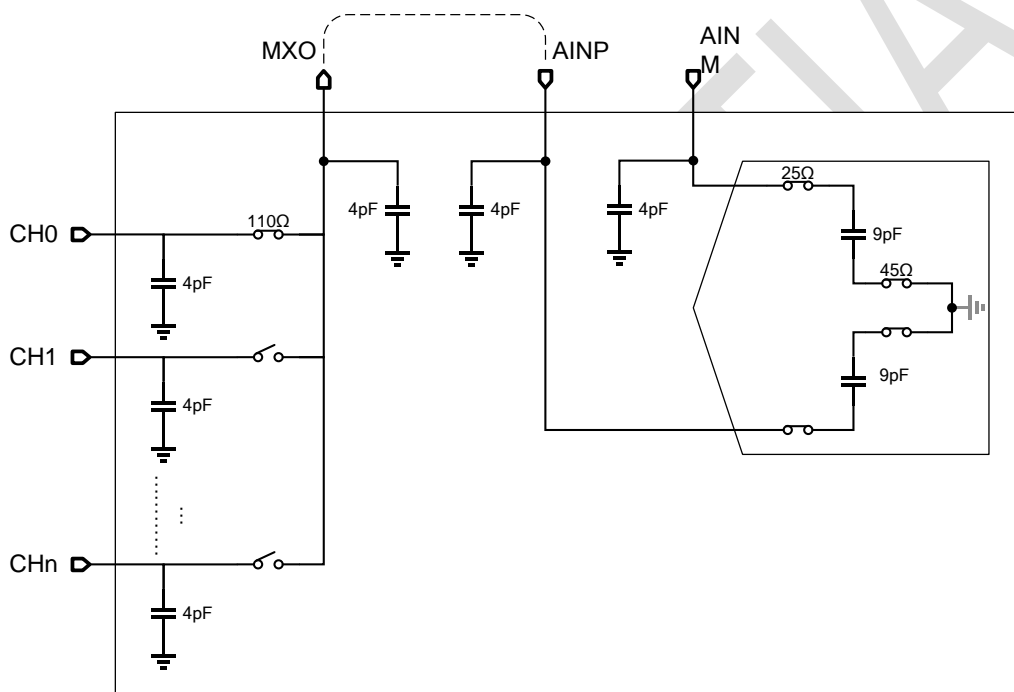 MXO
AINP
AIN
M
25Ω
4pF
4pF
4pF
110Ω
CH0
9pF
45Ω
4pF
CH1
9pF
4pF
CHn
4pF